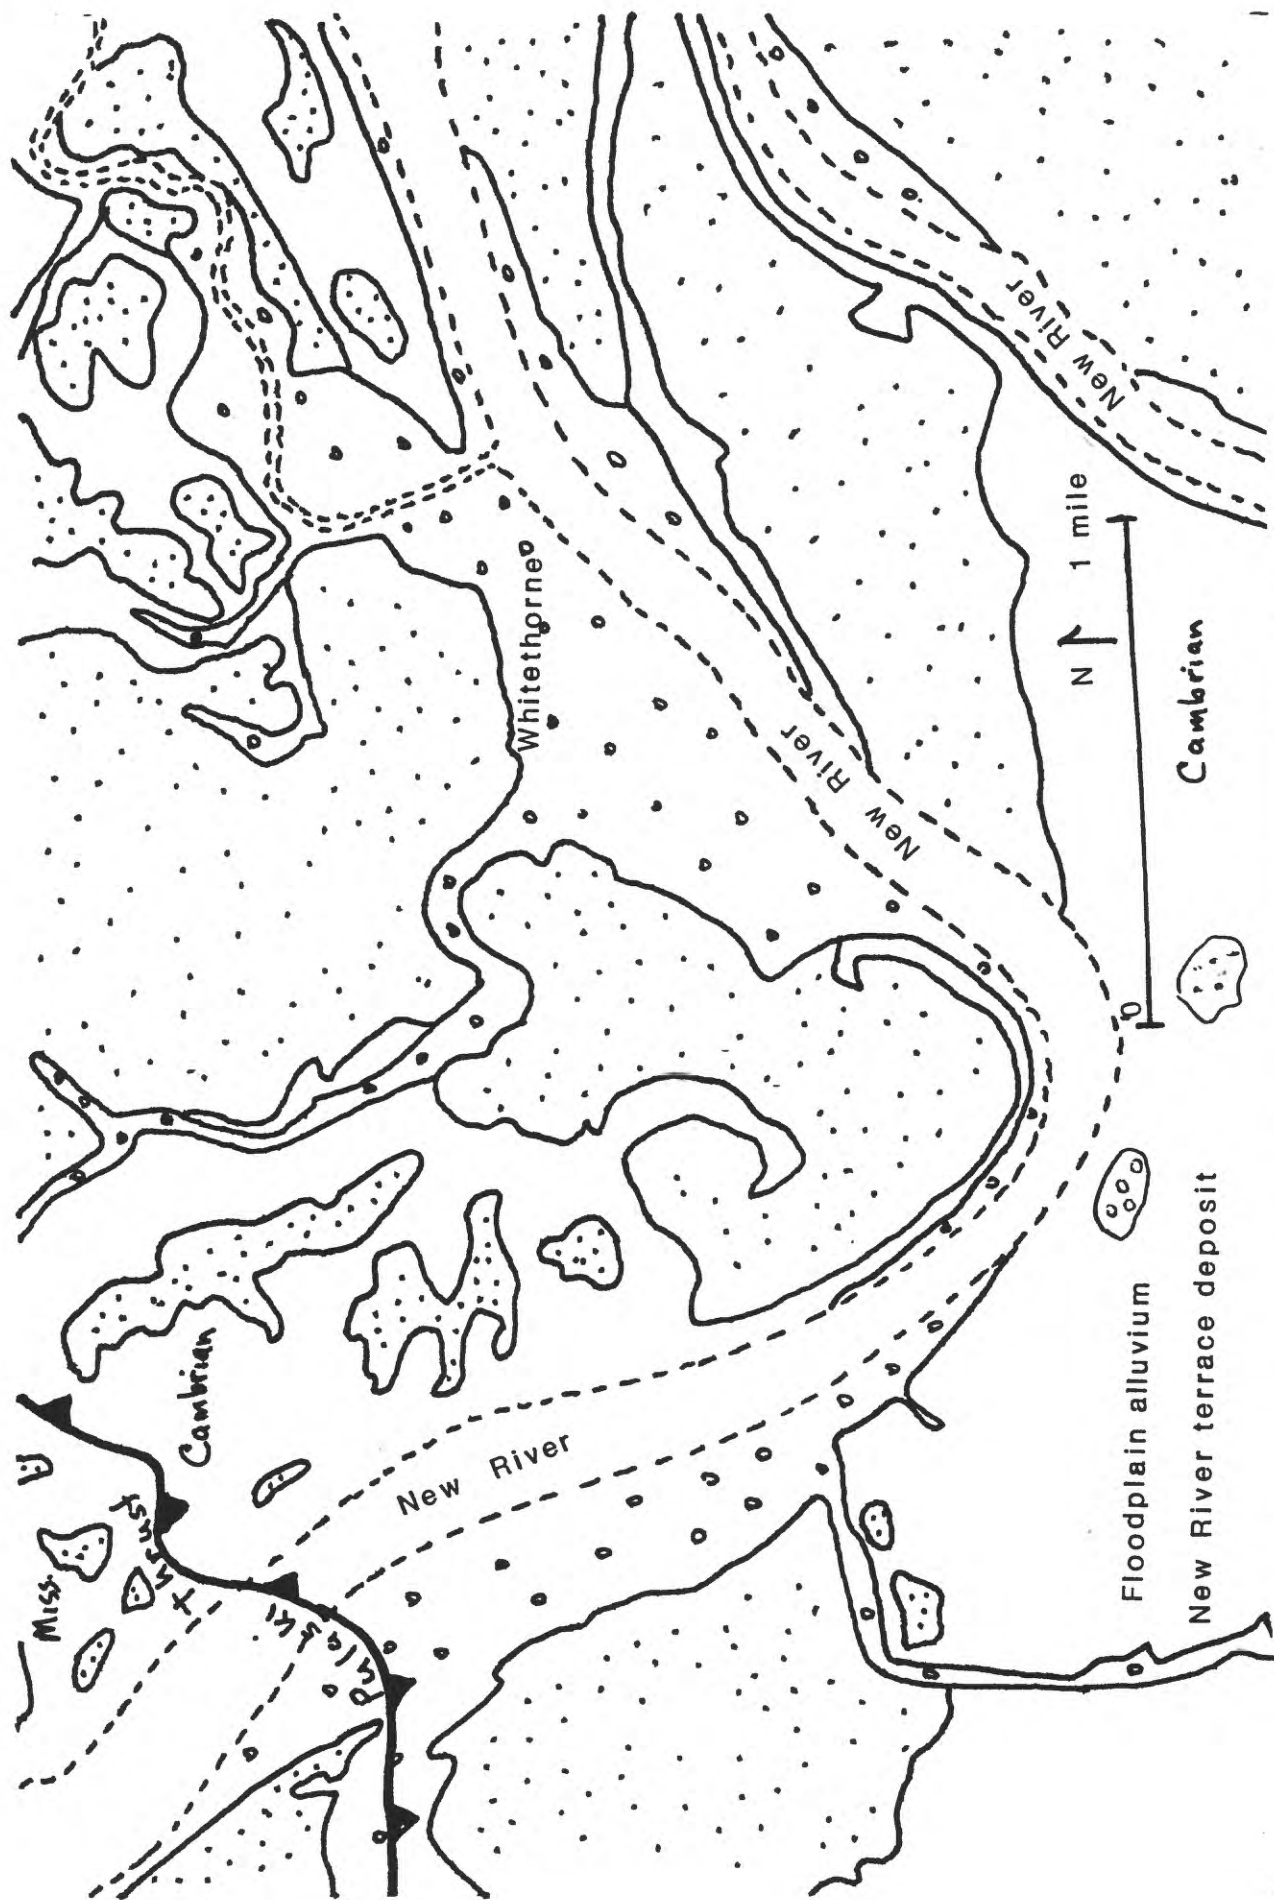 Miss.
Pulaski
Thrust
Cambrian
New River
Whitethorne
New River
New River
0
1 mile
N
Cambrian
Floodplain alluvium
New River terrace deposit